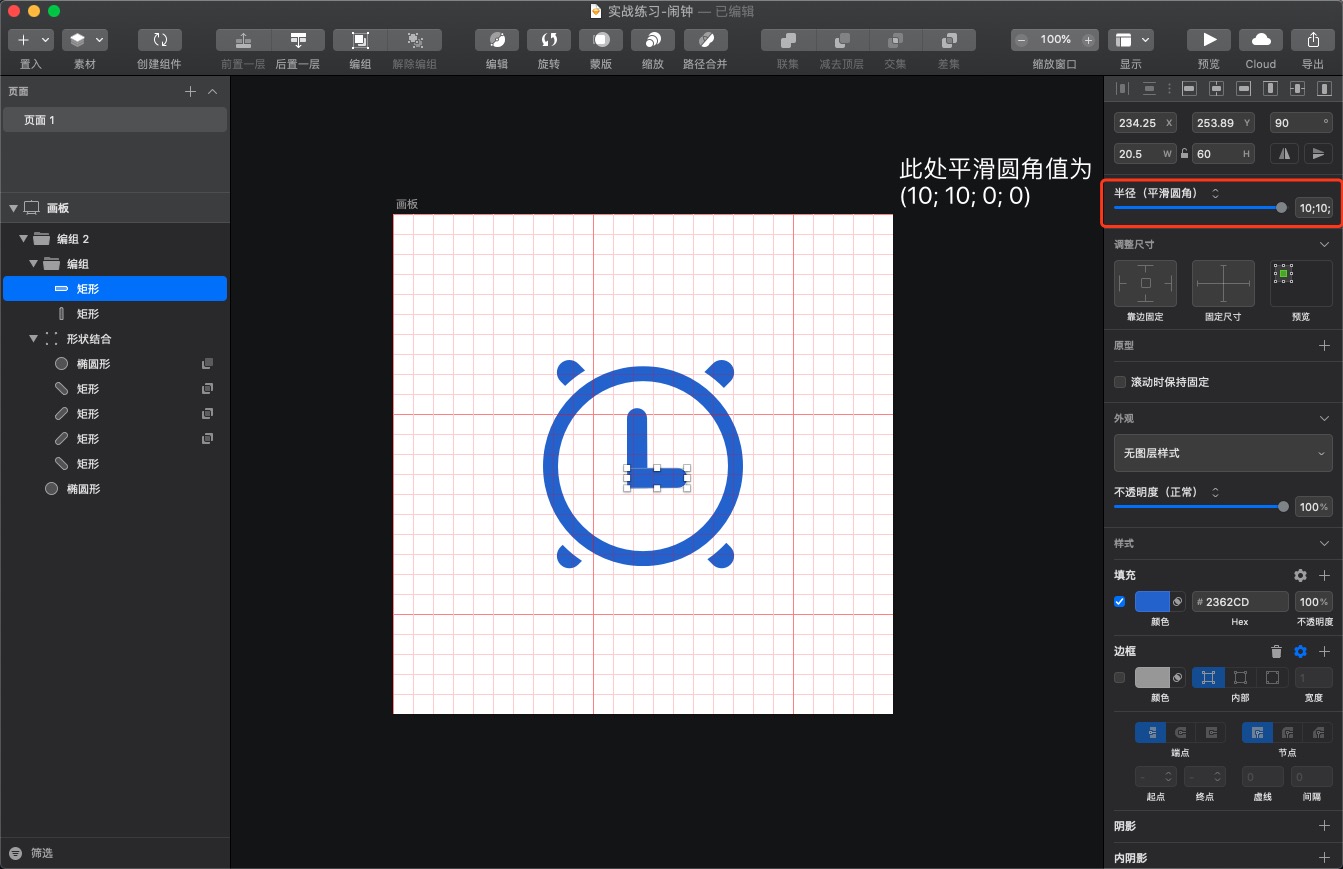 实战练习-闹钟 — 已编辑
100%
置入 素材 创建组件 前置一层 后置一层 编组 解除编组 编辑 旋转 蒙版 缩放 路径合并 联集 减去顶层 交集 差集 缩放窗口 显示 预览 Cloud 导出
页面
页面 1
画板
编组 2
编组
矩形
矩形
形状结合
椭圆形
矩形
矩形
矩形
矩形
椭圆形
筛选
画板
此处平滑圆角值为
(10; 10; 0; 0)
234.25 X 253.89 Y 90 °
20.5 W 60 H
半径（平滑圆角）
10;10;
调整尺寸
靠边固定 固定尺寸 预览
原型
滚动时保持固定
外观
无图层样式
不透明度（正常）
100%
样式
填充
# 2362CD 100%
颜色 Hex 不透明度
边框
1
颜色 内部 宽度
端点 节点
- - 0 0
起点 终点 虚线 间隔
阴影
内阴影